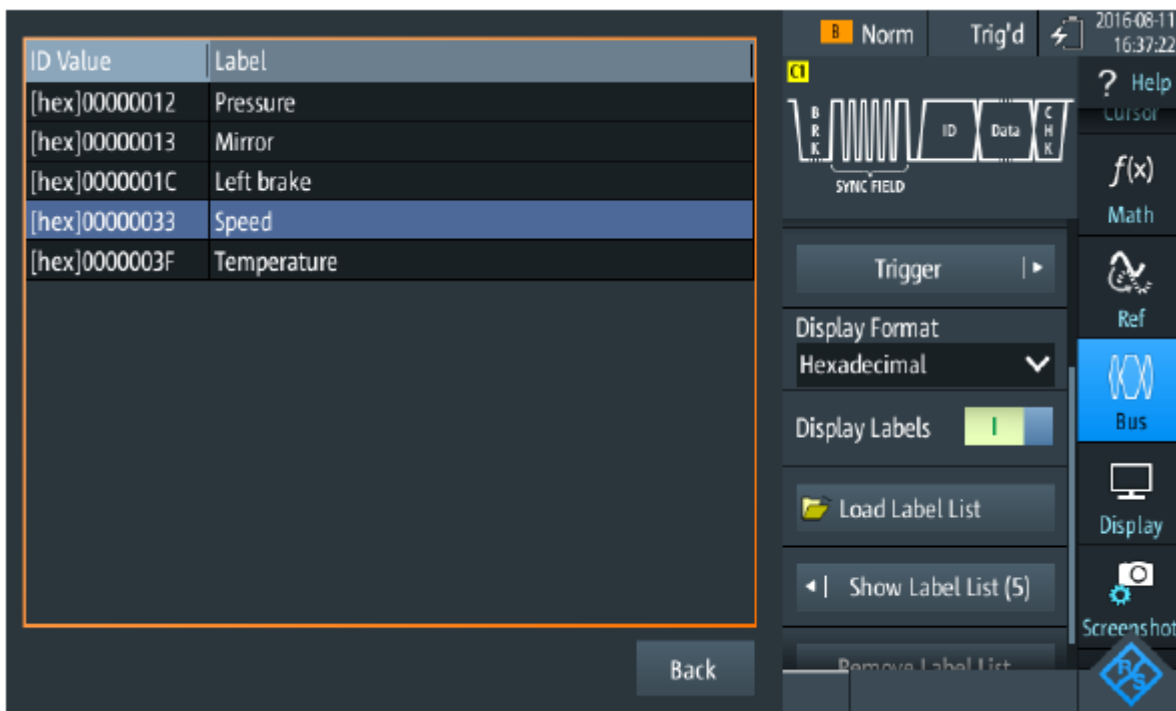 ID Value Label
[hex]00000012 Pressure
[hex]00000013 Mirror
[hex]0000001C Left brake
[hex]00000033 Speed
[hex]0000003F Temperature
Back
B Norm Trig'd 2016-08-11
16:37:22
C1
BRK ID Data CHK
SYNC FIELD
Trigger
Display Format
Hexadecimal
Display Labels I
Load Label List
Show Label List (5)
Remove Label List
? Help
Cursor
f(x)
Math
Ref
Bus
Display
Screenshot
R&S